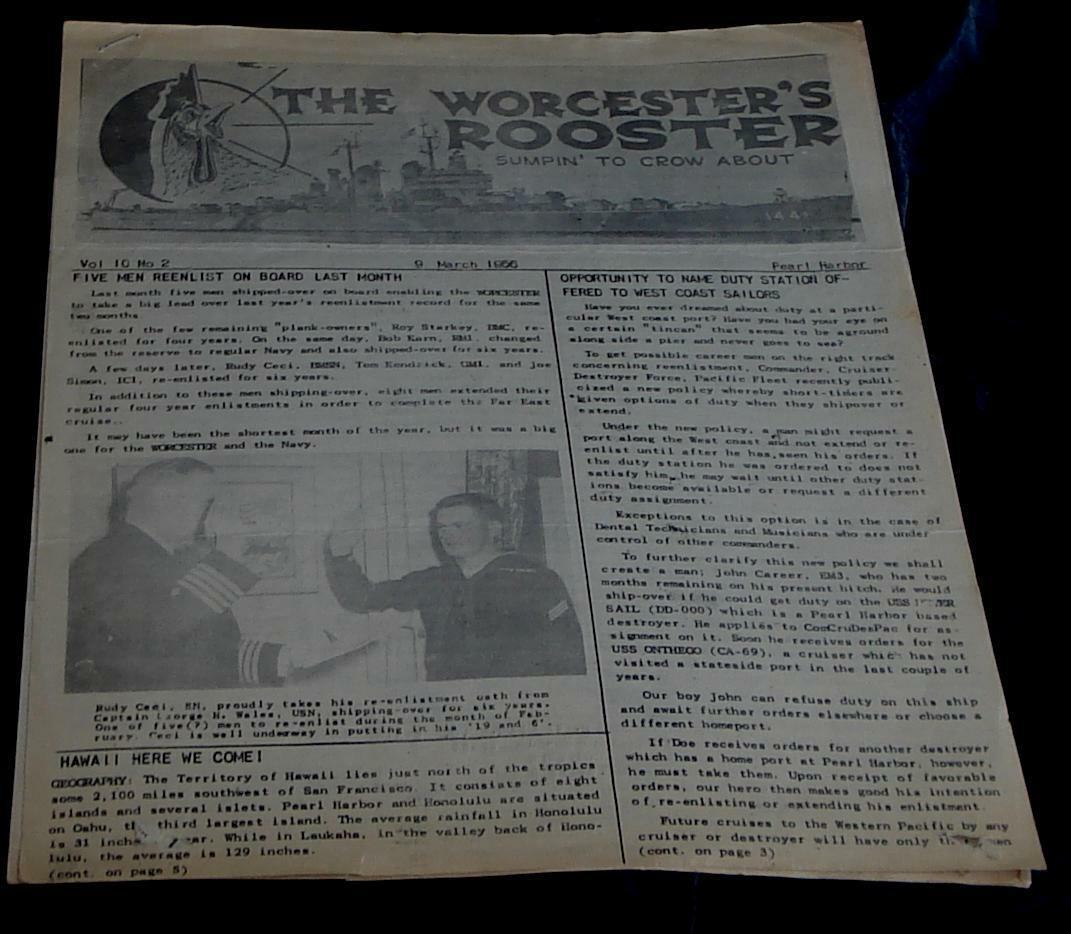 THE WORCESTER'S
ROOSTER
SUMPIN' TO CROW ABOUT
144
Vol 10 No 2 9 March 1956 Pearl Harbor
FIVE MEN REENLIST ON BOARD LAST MONTH
Last month five men shipped-over on board enabling the WORCESTER
to take a big lead over last year's reenlistment record for the same
two months.
One of the few remaining "plank-owners", Roy Starkey, BMC, re-
enlisted for four years. On the same day, Bob Karn, EM1, changed
from the reserve to regular Navy and also shipped-over for six years.
A few days later, Rudy Ceci, Tom Kendrick, GM1, and Joe
Simon, IC1, re-enlisted for six years.
In addition to these men shipping-over, eight men extended their
regular four year enlistments in order to complete the Far East
cruise..
It may have been the shortest month of the year, but it was a big
one for the WORCESTER and the Navy.
Rudy Ceci, SN, proudly takes his re-enlistment oath from
Captain George H. Wales, USN, shipping-over for six years.
One of five(?) men to re-enlist during the month of Feb-
ruary. Ceci is well underway in putting in his '19 and 6'.
HAWAII HERE WE COME!
GEOGRAPHY: The Territory of Hawaii lies just north of the tropics
some 2,100 miles southwest of San Francisco. It consists of eight
islands and several islets. Pearl Harbor and Honolulu are situated
on Oahu, third largest island. The average rainfall in Honolulu
is 31 While in Laukaha, in the valley back of Hono-
lulu, the average is 129 inches.
(cont. on page 5)
OPPORTUNITY TO NAME DUTY STATION OF-
FERED TO WEST COAST SAILORS
Have you ever dreamed about duty at a parti-
cular West coast port? Have you had your eye on
a certain "tincan" that seems to be aground
along side a pier and never goes to sea?
To get possible career men on the right track
concerning reenlistment, Commander, Cruiser-
Destroyer Force, Pacific Fleet recently publi-
cized a new policy whereby short-timers are
given options of duty when they shipover or
extend.
Under the new policy, a man might request a
port along the West coast and not extend or re-
enlist until after he has seen his orders. If
the duty station he was ordered to does not
satisfy him, he may wait until other duty stat-
ions become available or request a different
duty assignment.
Exceptions to this option is in the case of
Dental Technicians and Musicians who are under
control of other commanders.
To further clarify this new policy we shall
create a man; John Career, EM3, who has two
months remaining on his present hitch. He would
ship-over if he could get duty on the USS
SAIL (DD-000) which is a Pearl Harbor based
destroyer. He applies to ComCruDesPac for as-
signment on it. Soon he receives orders for the
USS ONTHEGO (CA-69), a cruiser which has not
visited a stateside port in the last couple of
years.
Our boy John can refuse duty on this ship
and await further orders elsewhere or choose a
different homeport.
If Doe receives orders for another destroyer
which has a home port at Pearl Harbor, however,
he must take them. Upon receipt of favorable
orders, our hero then makes good his intention
of re-enlisting or extending his enlistment.
Future cruises to the Western Pacific by any
cruiser or destroyer will have only
(cont. on page 3)